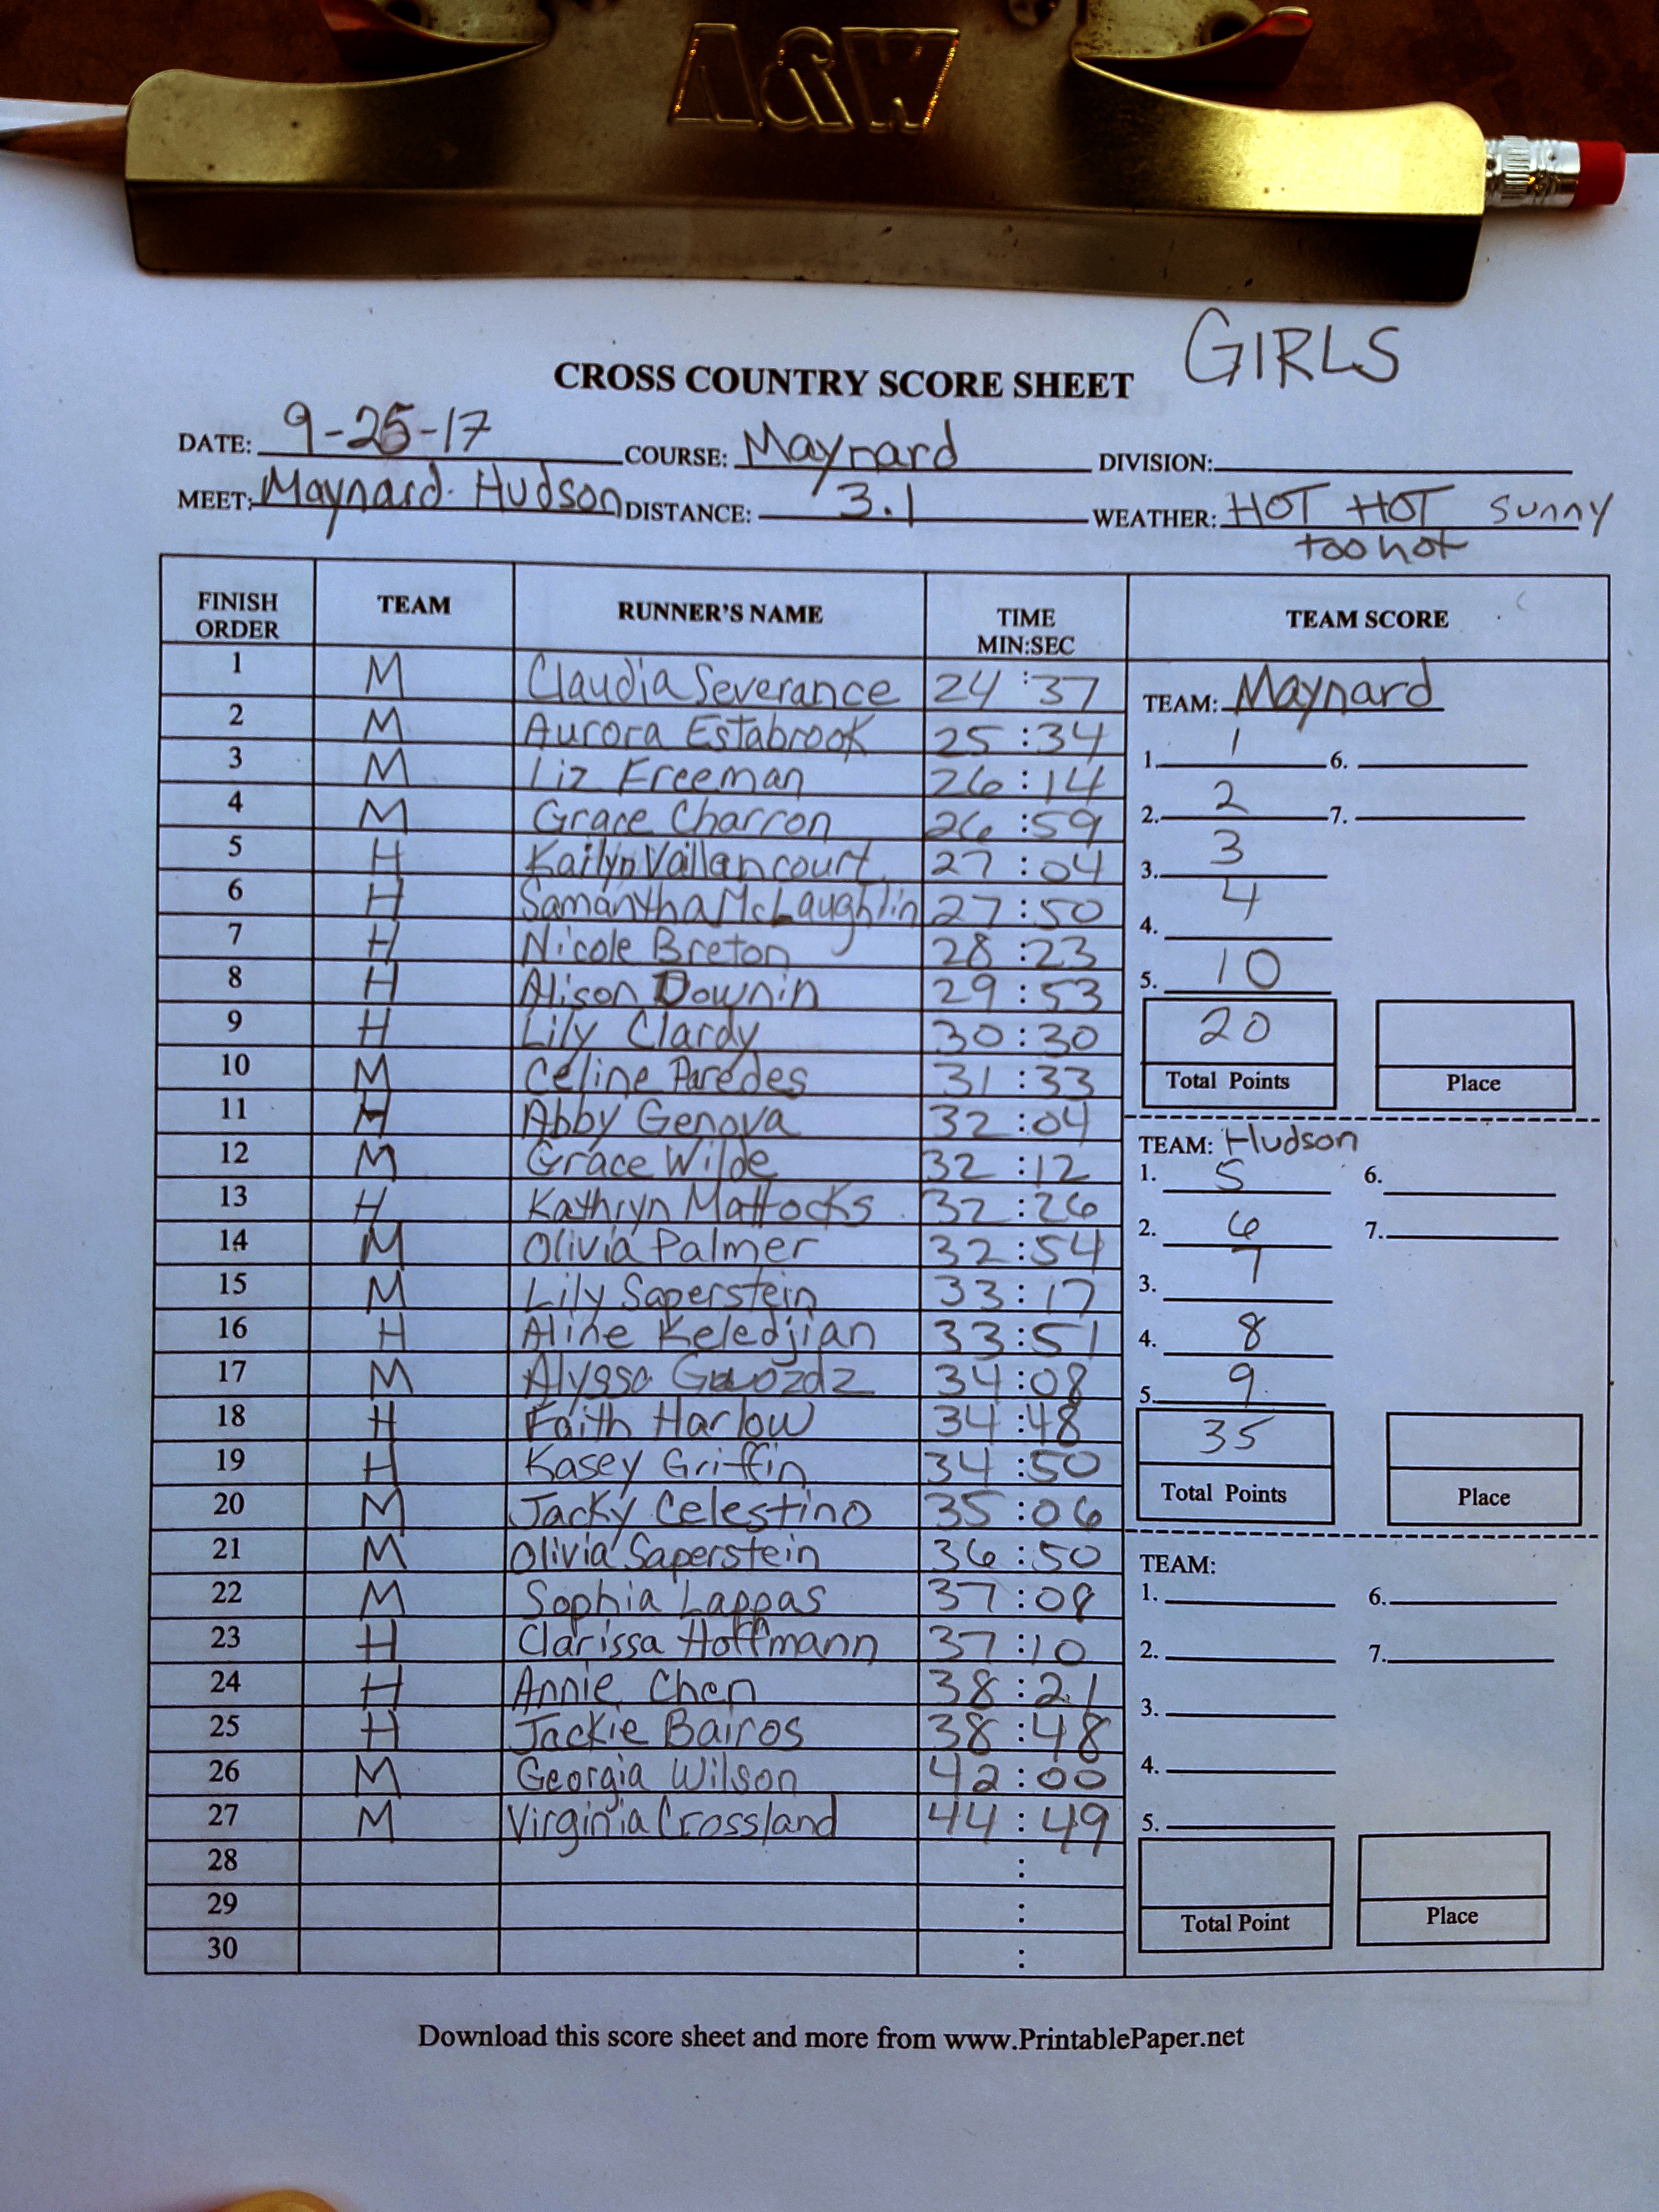 A&W
GIRLS
CROSS COUNTRY SCORE SHEET
DATE: 9-25-17 COURSE: Maynard DIVISION:
MEET: Maynard-Hudson DISTANCE: 3.1 WEATHER: HOT HOT sunny
too hot
FINISH ORDER TEAM RUNNER'S NAME TIME MIN:SEC TEAM SCORE
1 M Claudia Severance 24:37
2 M Aurora Estabrook 25:34
3 M Liz Freeman 26:14
4 M Grace Charron 26:59
5 H Kailyn Vaillancourt 27:04
6 H Samantha McLaughlin 27:50
7 H Nicole Breton 28:23
8 H Alison Downin 29:53
9 H Lily Clardy 30:30
10 M Celine Paredes 31:33
11 H Abby Genova 32:04
12 M Grace Wilde 32:12
13 H Kathryn Mattocks 32:26
14 M Olivia Palmer 32:54
15 M Lily Saperstein 33:17
16 H Aline Keledjian 33:51
17 M Alyssa Gwozdz 34:08
18 H Faith Harlow 34:48
19 H Kasey Griffin 34:50
20 M Jacky Celestino 35:06
21 M Olivia Saperstein 36:50
22 M Sophia Lappas 37:08
23 H Clarissa Hoffmann 37:10
24 H Annie Chen 38:21
25 H Jackie Bairos 38:48
26 M Georgia Wilson 42:00
27 M Virginia Crossland 44:49
28 :
29 :
30 :
TEAM: Maynard
1. 1 6.
2. 2 7.
3. 3
4. 4
5. 10
20
Total Points Place
TEAM: Hudson
1. 5 6.
2. 6 7.
3. 7
4. 8
5. 9
35
Total Points Place
TEAM:
1. 6.
2. 7.
3.
4.
5.
Total Point Place
Download this score sheet and more from www.PrintablePaper.net